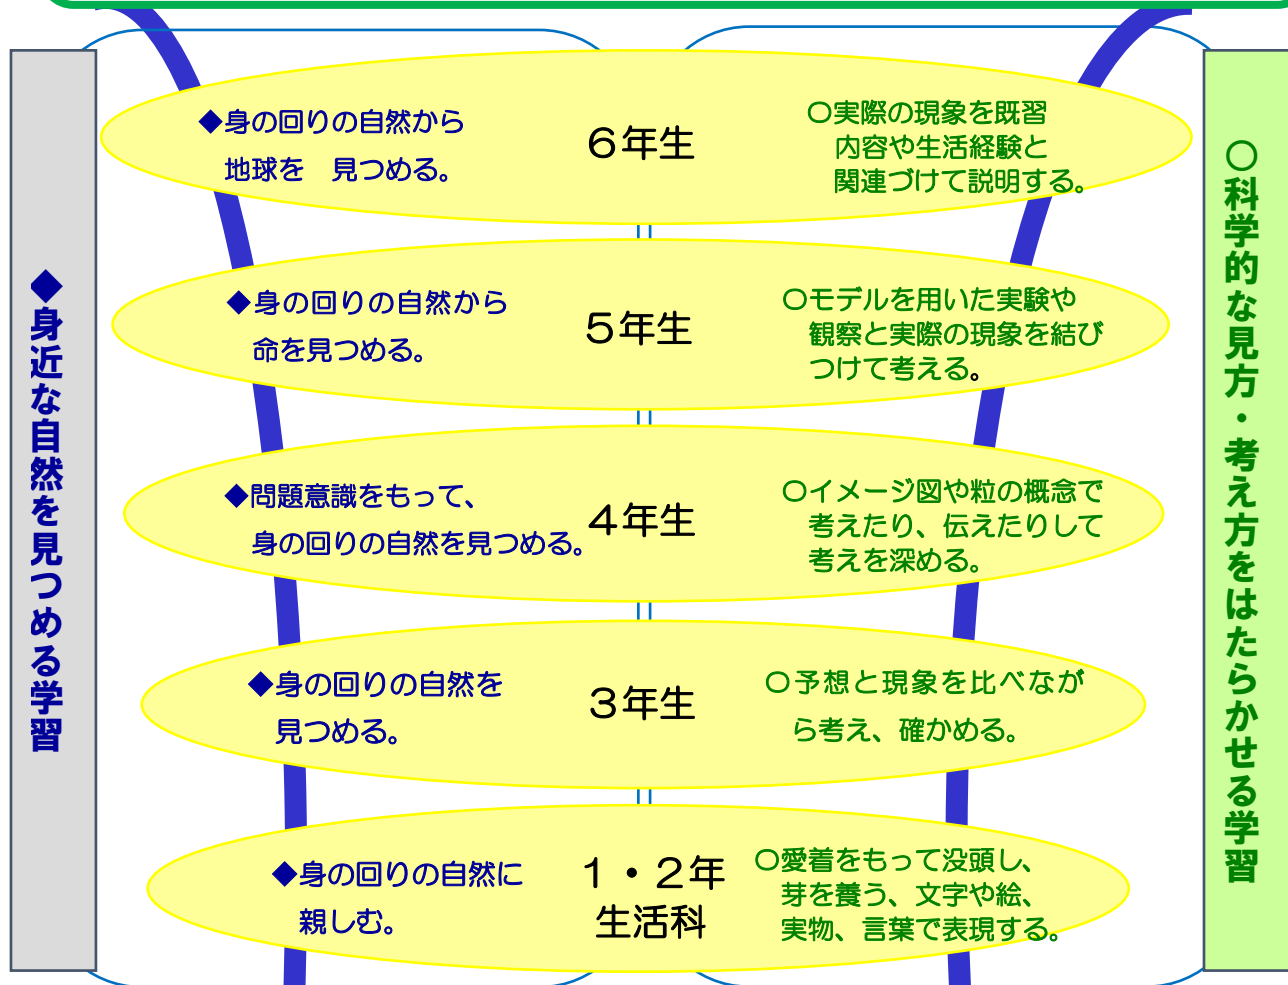 ◆身近な自然を見つめる学習
◆身の回りの自然から
地球を　見つめる。
6年生
〇実際の現象を既習
内容や生活経験と
関連づけて説明する。
◆身の回りの自然から
命を見つめる。
5年生
〇モデルを用いた実験や
観察と実際の現象を結び
つけて考える。
◆問題意識をもって、
身の回りの自然を見つめる。
4年生
〇イメージ図や粒の概念で
考えたり、伝えたりして
考えを深める。
◆身の回りの自然を
見つめる。
3年生
〇予想と現象を比べなが
ら考え、確かめる。
◆身の回りの自然に
親しむ。
1・2年
生活科
〇愛着をもって没頭し、
芽を養う、文字や絵、
実物、言葉で表現する。
〇科学的な見方・考え方をはたらかせる学習